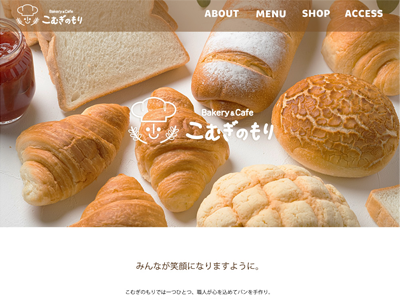 Bakery&Cafe
こむぎのもり
ABOUT MENU SHOP ACCESS
Bakery&Cafe
こむぎのもり
みんなが笑顔になりますように。
こむぎのもりでは一つひとつ、職人が心を込めてパンを手作り。